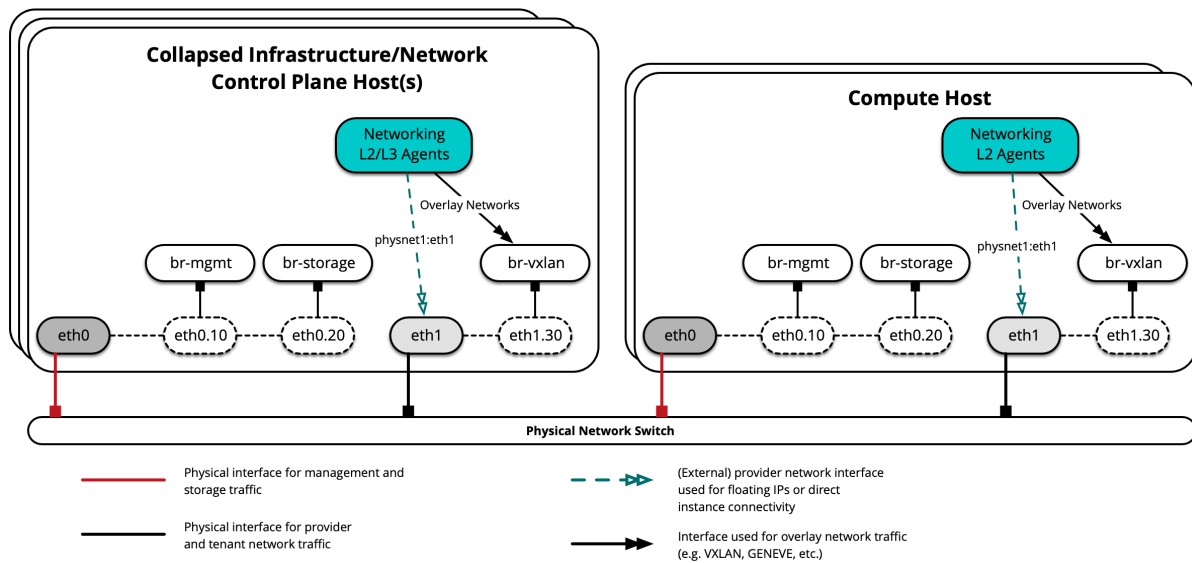 Collapsed Infrastructure/Network
Control Plane Host(s)
Networking
L2/L3 Agents
Overlay Networks
physnet1:eth1
br-mgmt
br-storage
br-vxlan
eth0
eth0.10
eth0.20
eth1
eth1.30
Compute Host
Networking
L2 Agents
Overlay Networks
physnet1:eth1
br-mgmt
br-storage
br-vxlan
eth0
eth0.10
eth0.20
eth1
eth1.30
Physical Network Switch
Physical interface for management and
storage traffic
Physical interface for provider
and tenant network traffic
(External) provider network interface
used for floating IPs or direct
instance connectivity
Interface used for overlay network traffic
(e.g. VXLAN, GENEVE, etc.)